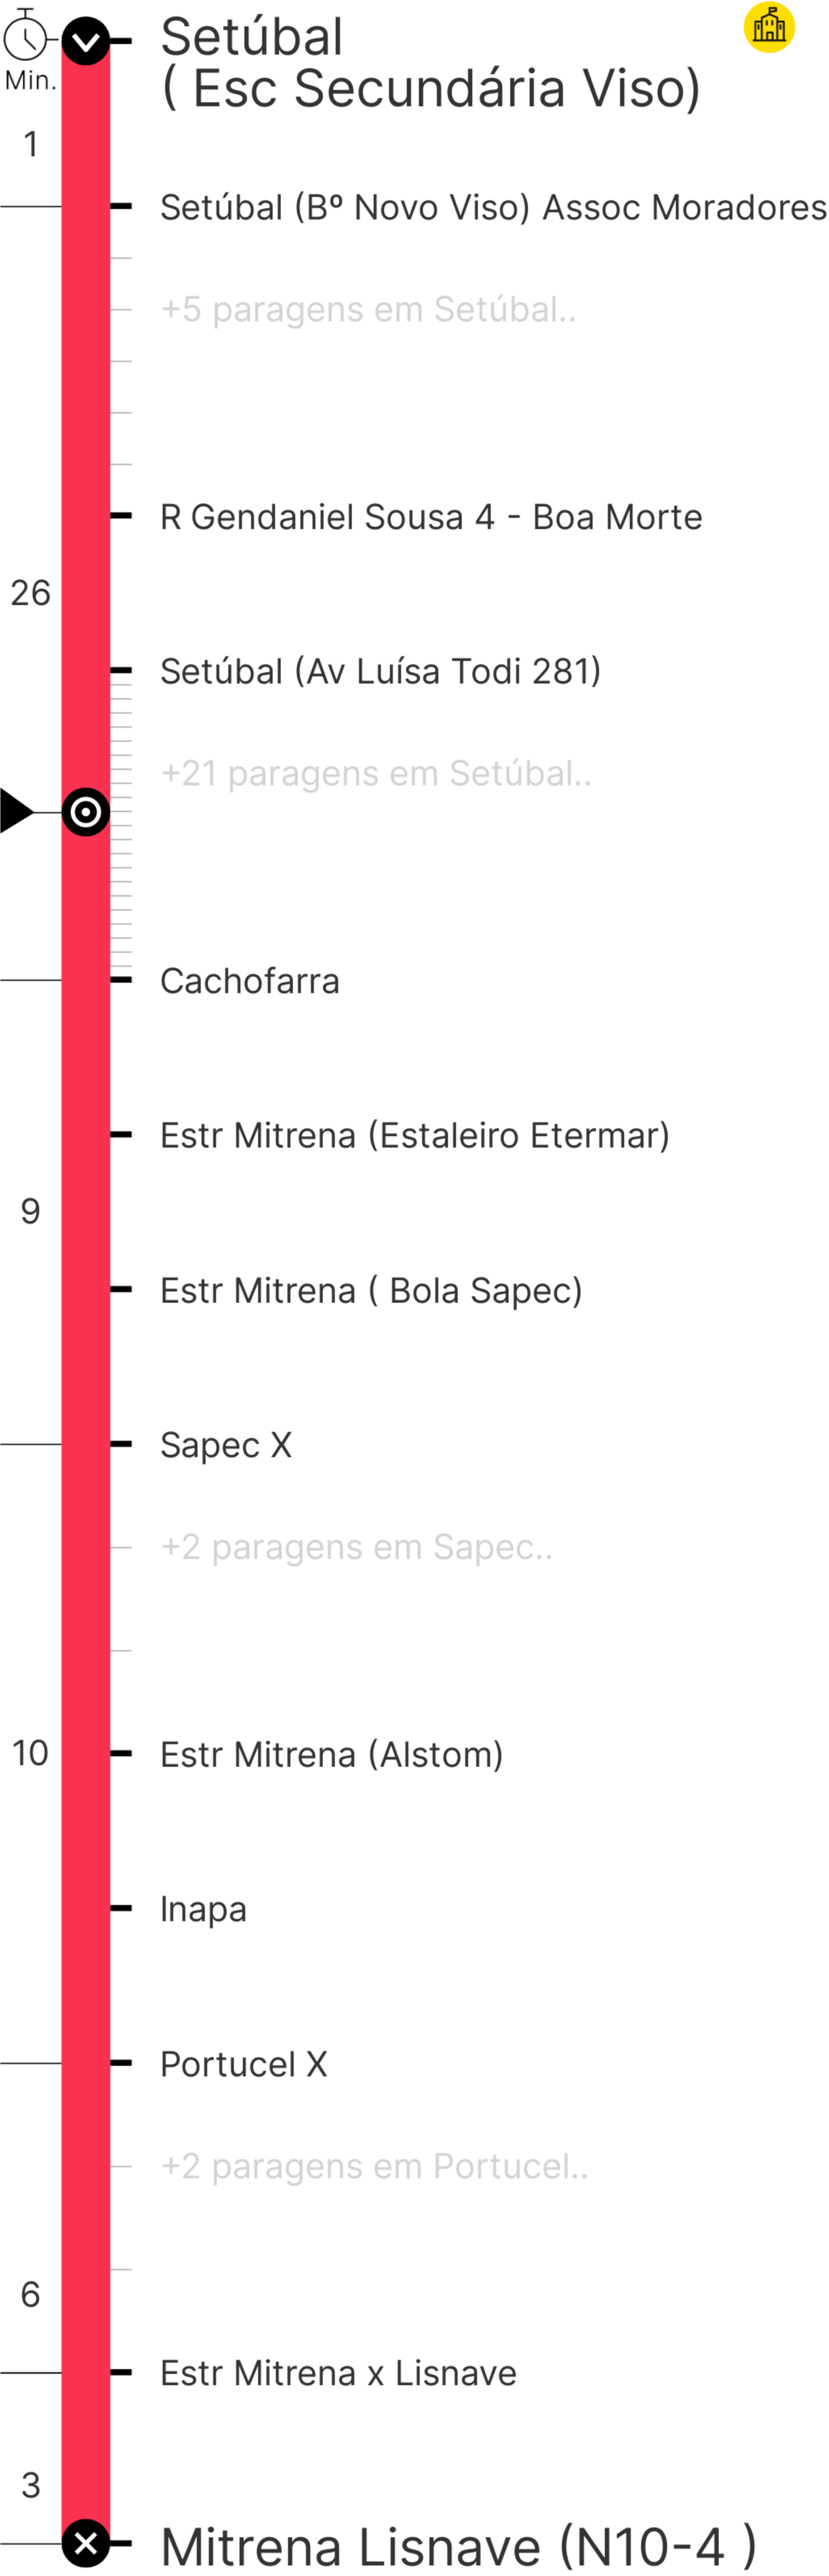 Setúbal
( Esc Secundária Viso)
Min.
1
Setúbal (Bº Novo Viso) Assoc Moradores
+5 paragens em Setúbal..
R Gendaniel Sousa 4 - Boa Morte
26
Setúbal (Av Luísa Todi 281)
+21 paragens em Setúbal..
Cachofarra
Estr Mitrena (Estaleiro Etermar)
9
Estr Mitrena ( Bola Sapec)
Sapec X
+2 paragens em Sapec..
10
Estr Mitrena (Alstom)
Inapa
Portucel X
+2 paragens em Portucel..
6
Estr Mitrena x Lisnave
3
Mitrena Lisnave (N10-4 )